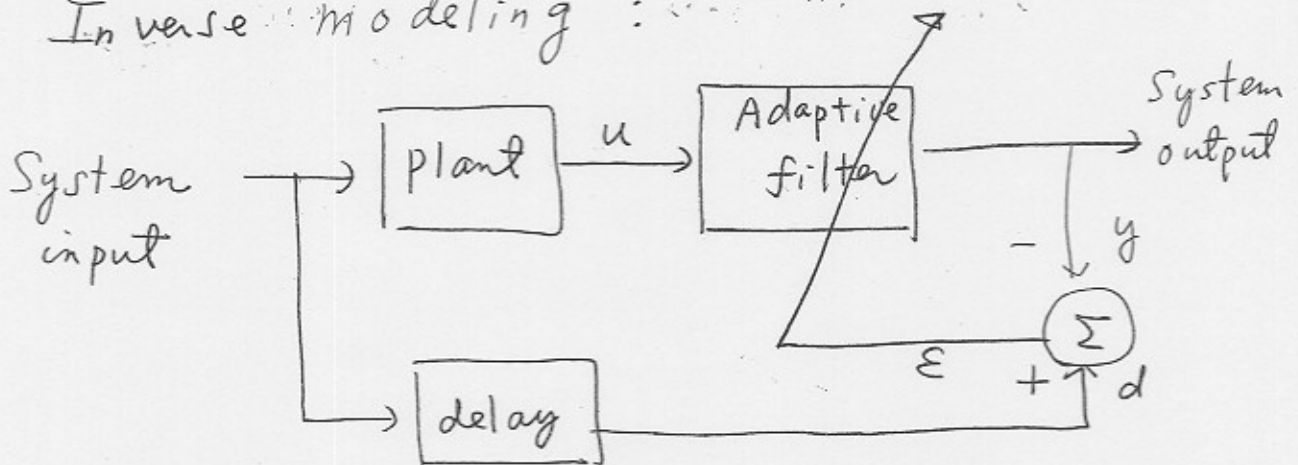 Inverse modeling :
System
input
plant
u
Adaptive
filter
System
output
-
y
Σ
ε
+
d
delay